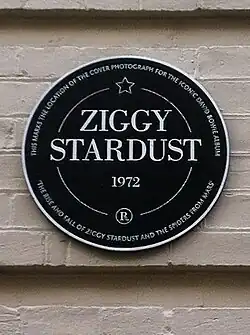 THIS MARKS THE LOCATION OF THE COVER PHOTOGRAPH FOR THE ICONIC DAVID BOWIE ALBUM
ZIGGY
STARDUST
1972
R
"THE RISE AND FALL OF ZIGGY STARDUST AND THE SPIDERS FROM MARS"